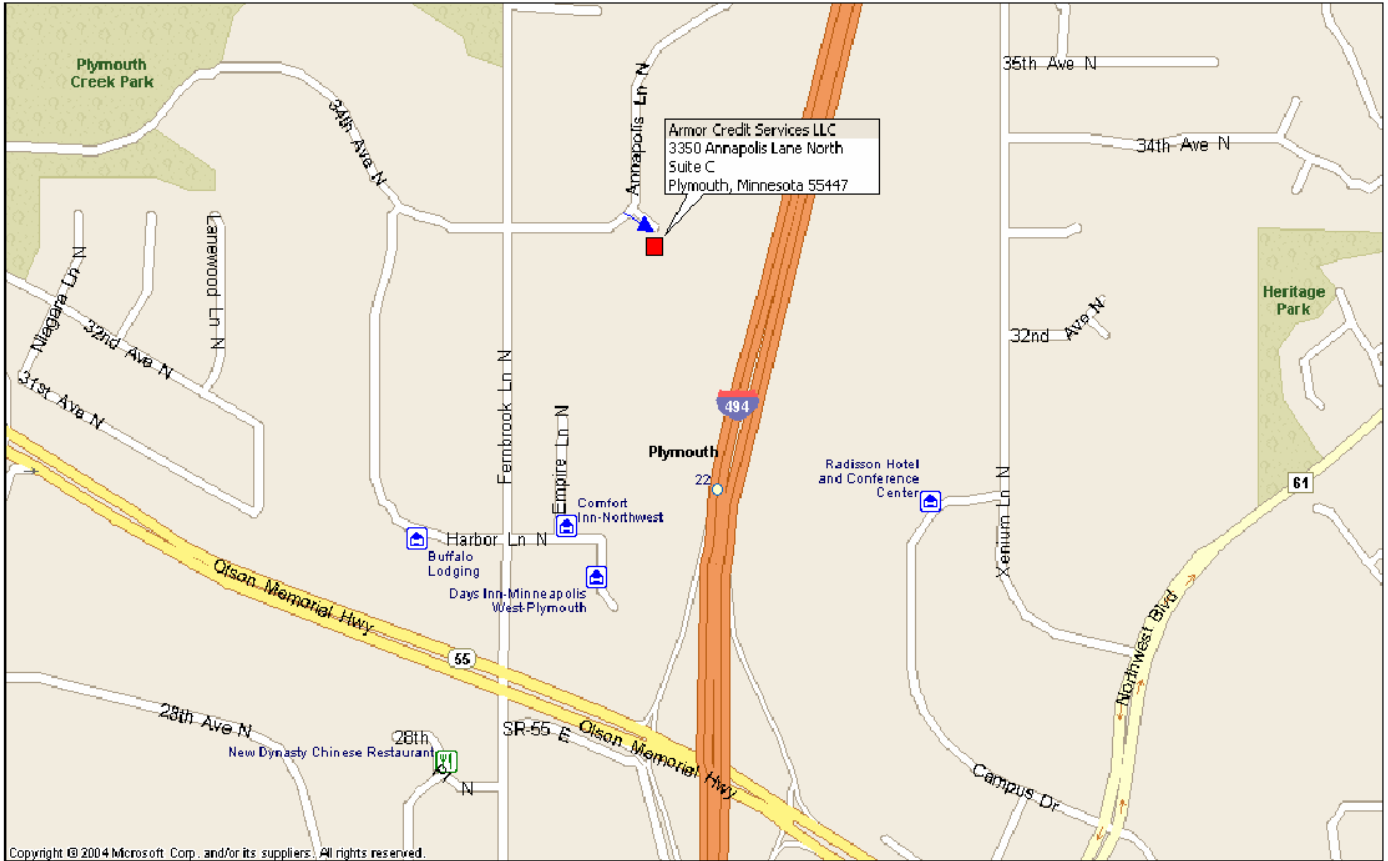 Plymouth
Creek Park
34th Ave N
Annapolis Ln N
35th Ave N
Armor Credit Services LLC
3350 Annapolis Lane North
Suite C
Plymouth, Minnesota 55447
34th Ave N
Niagara Ln N
Lanewood Ln N
32nd Ave N
31st Ave N
Heritage
Park
32nd Ave N
Fernbrook Ln N
Empire Ln N
494
Plymouth
22
Radisson Hotel
and Conference
Center
Xenium Ln N
61
Comfort
Inn-Northwest
Harbor Ln N
Buffalo
Lodging
Days Inn-Minneapolis
West-Plymouth
Olson Memorial Hwy
55
Northwest Blvd
28th Ave N
28th
Pl N
New Dynasty Chinese Restaurant
SR-55 E
Olson Memorial Hwy
Campus Dr
Copyright © 2004 Microsoft Corp. and/or its suppliers. All rights reserved.